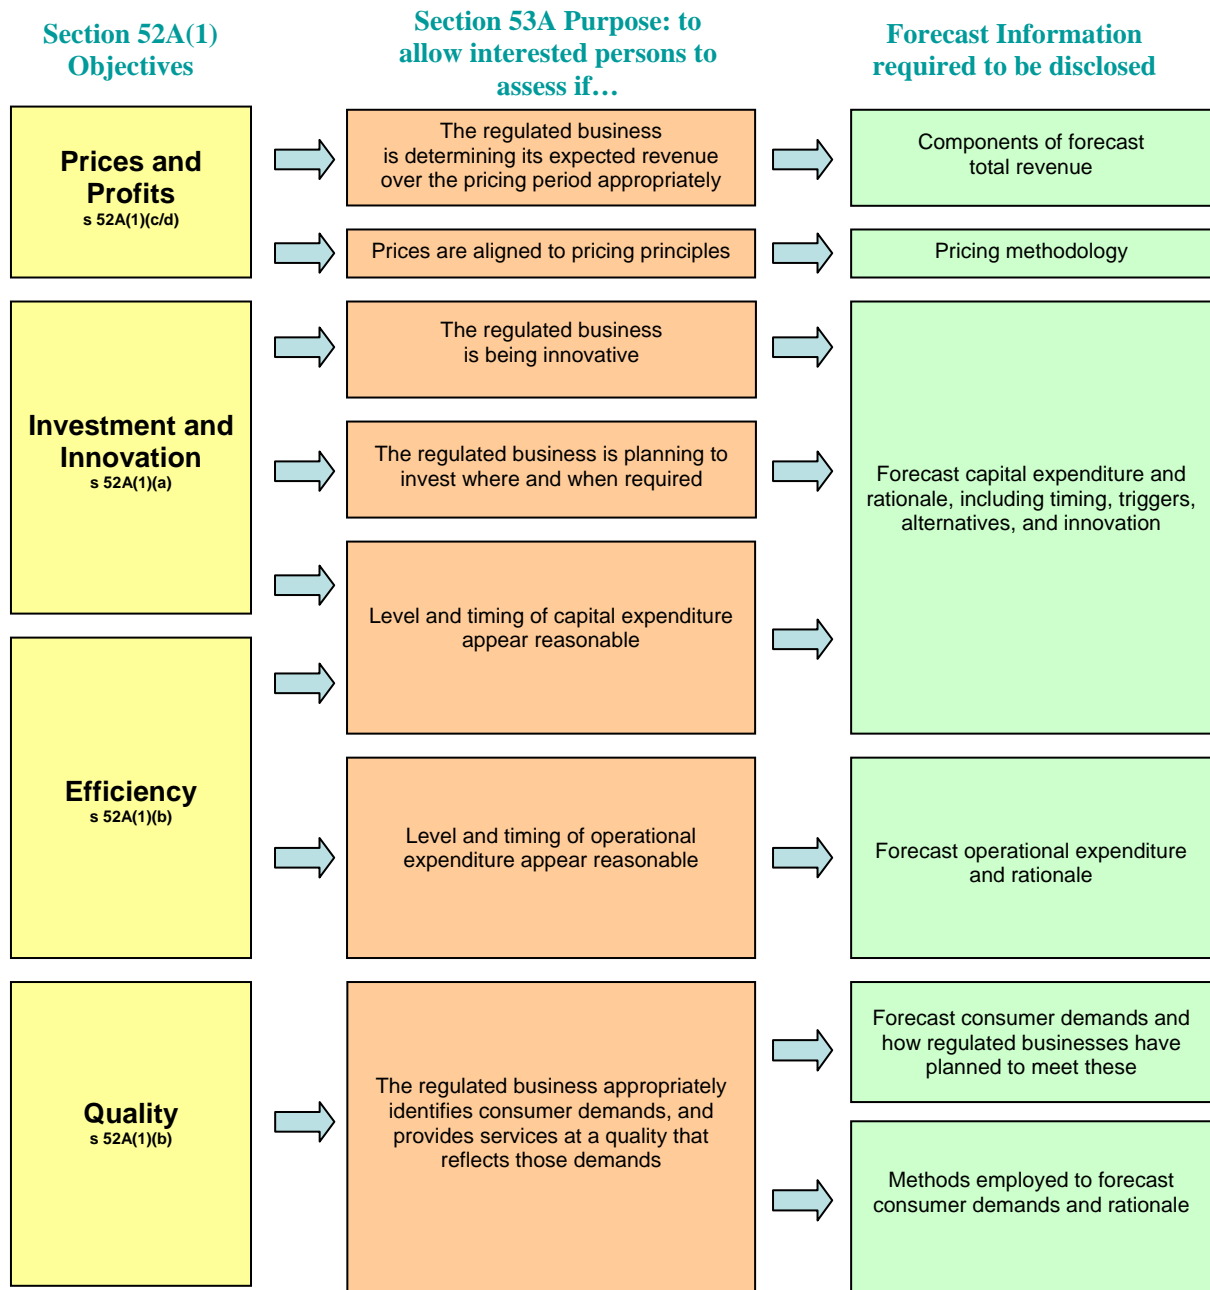 Section 52A(1)
Objectives
Section 53A Purpose: to
allow interested persons to
assess if…
Forecast Information
required to be disclosed
Prices and
Profits
s 52A(1)(c/d)
The regulated business
is determining its expected revenue
over the pricing period appropriately
Components of forecast
total revenue
Prices are aligned to pricing principles
Pricing methodology
Investment and
Innovation
s 52A(1)(a)
The regulated business
is being innovative
The regulated business is planning to
invest where and when required
Forecast capital expenditure and
rationale, including timing, triggers,
alternatives, and innovation
Level and timing of capital expenditure
appear reasonable
Efficiency
s 52A(1)(b)
Level and timing of operational
expenditure appear reasonable
Forecast operational expenditure
and rationale
Quality
s 52A(1)(b)
The regulated business appropriately
identifies consumer demands, and
provides services at a quality that
reflects those demands
Forecast consumer demands and
how regulated businesses have
planned to meet these
Methods employed to forecast
consumer demands and rationale